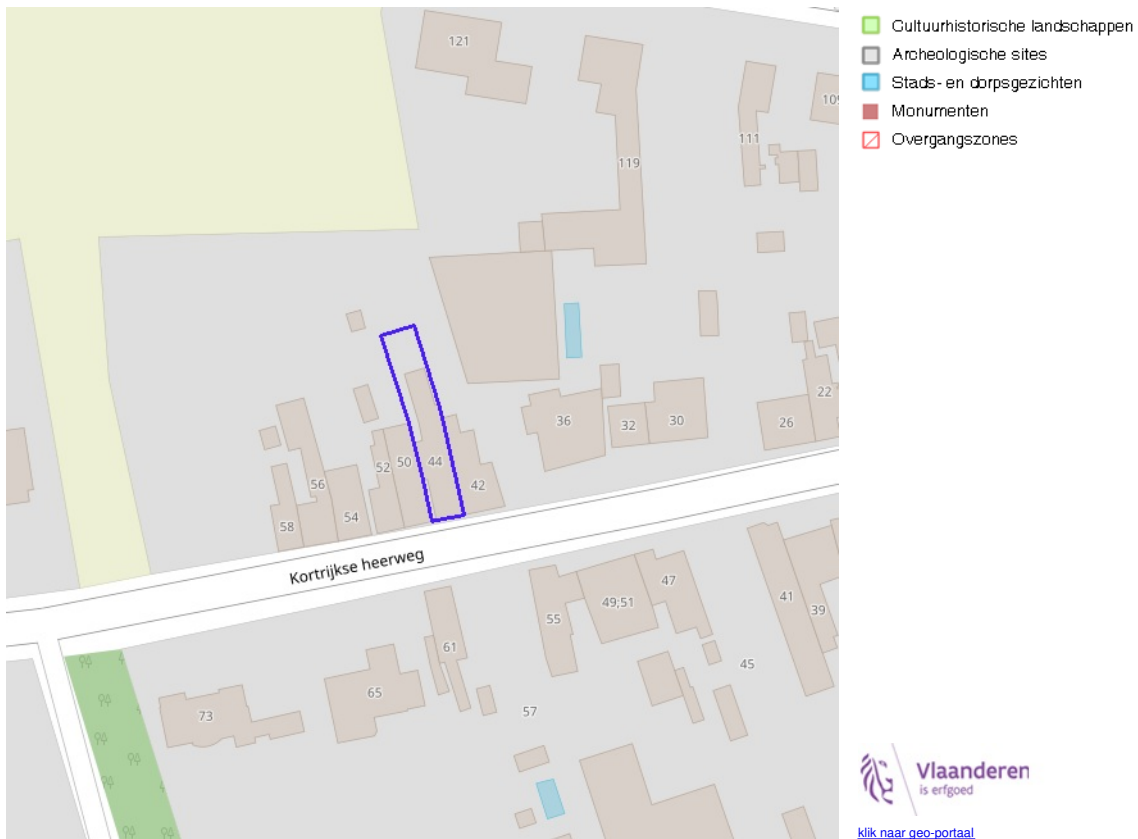 121
109
119
111
36
32
30
26
22
52
50
44
42
56
58
54
Kortrijkse heerweg
47
49;51
55
41
39
61
45
65
73
57
Cultuurhistorische landschappen
Archeologische sites
Stads- en dorpsgezichten
Monumenten
Overgangszones
Vlaanderen
is erfgoed
klik naar geo-portaal